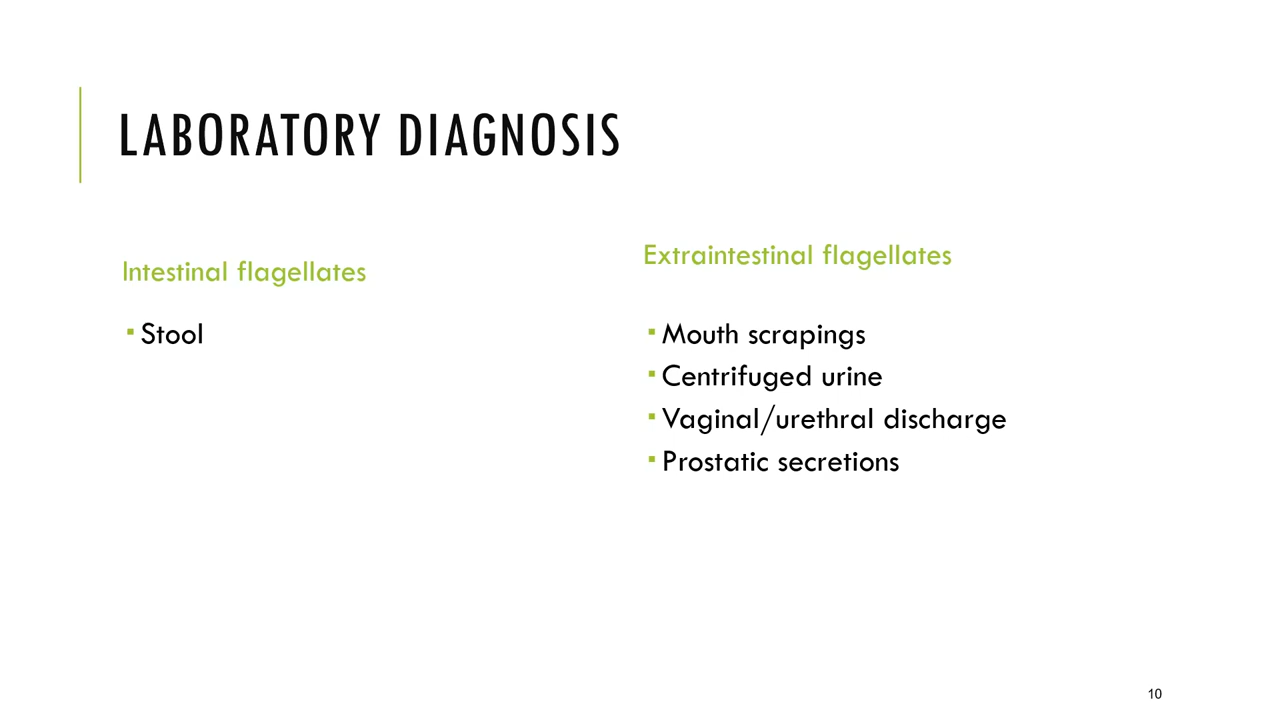 LABORATORY DIAGNOSIS
Intestinal flagellates
▪ Stool
Extraintestinal flagellates
▪ Mouth scrapings
▪ Centrifuged urine
▪ Vaginal/urethral discharge
▪ Prostatic secretions
10